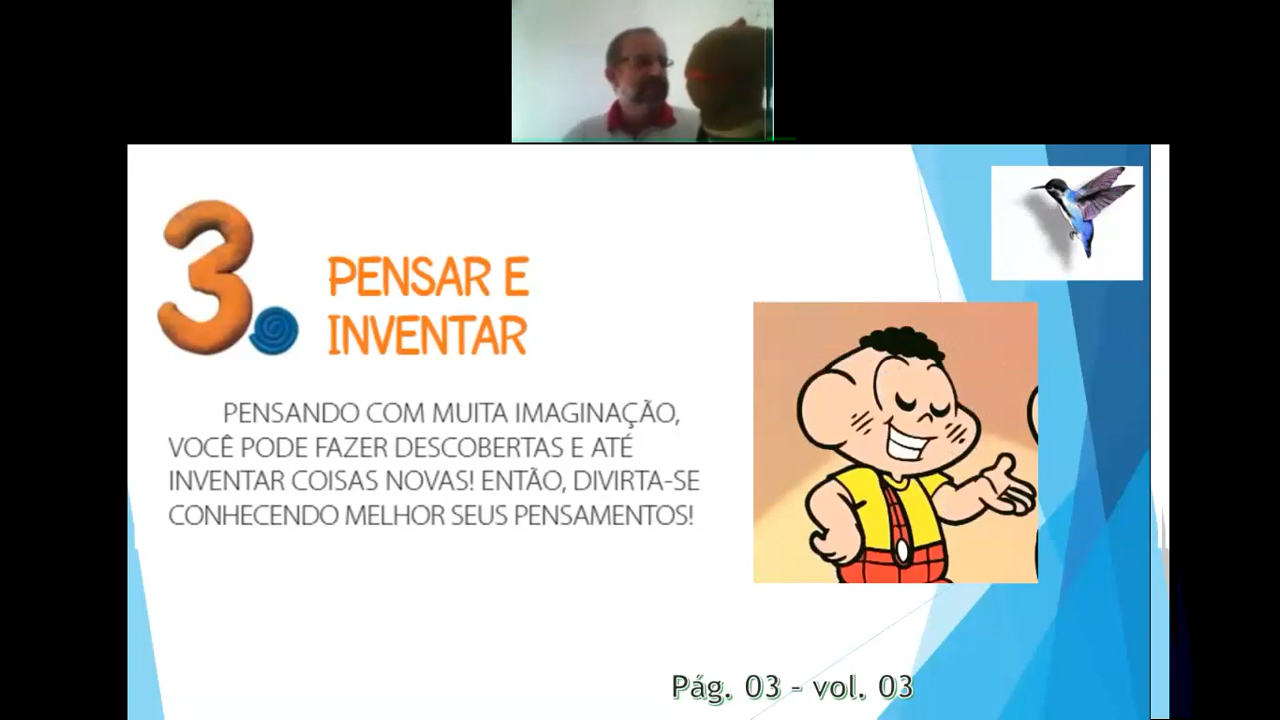 3.
PENSAR E
INVENTAR
PENSANDO COM MUITA IMAGINAÇÃO,
VOCÊ PODE FAZER DESCOBERTAS E ATÉ
INVENTAR COISAS NOVAS! ENTÃO, DIVIRTA-SE
CONHECENDO MELHOR SEUS PENSAMENTOS!
Pág. 03 - vol. 03